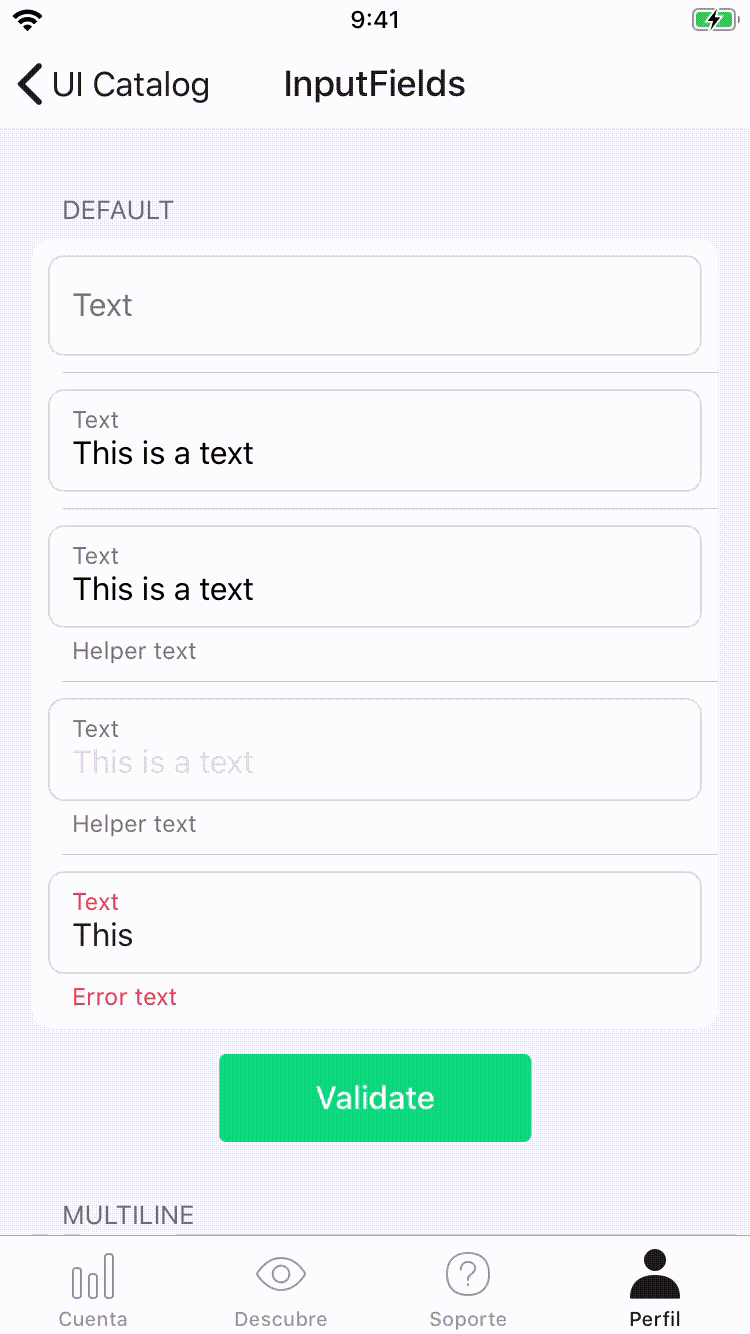 9:41
UI Catalog
InputFields
DEFAULT
Text
Text
This is a text
Text
This is a text
Helper text
Text
This is a text
Helper text
Text
This
Error text
Validate
MULTILINE
Cuenta
Descubre
Soporte
Perfil